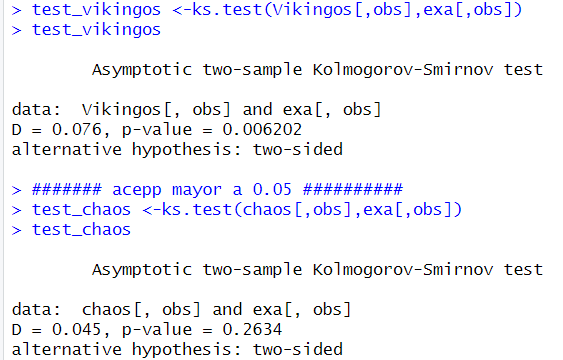 > test_vikingos <-ks.test(Vikingos[,obs],exa[,obs])
> test_vikingos
Asymptotic two-sample Kolmogorov-Smirnov test
data:  Vikingos[, obs] and exa[, obs]
D = 0.076, p-value = 0.006202
alternative hypothesis: two-sided
> ####### acepp mayor a 0.05 ##########
> test_chaos <-ks.test(chaos[,obs],exa[,obs])
> test_chaos
Asymptotic two-sample Kolmogorov-Smirnov test
data:  chaos[, obs] and exa[, obs]
D = 0.045, p-value = 0.2634
alternative hypothesis: two-sided